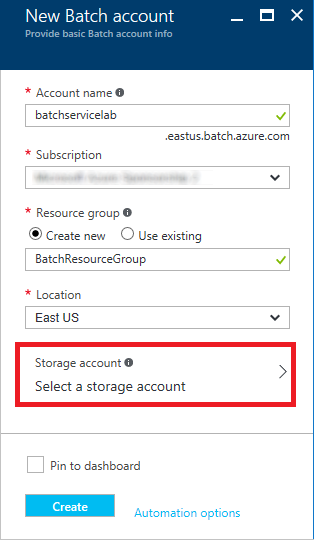 New Batch account
Provide basic Batch account info
* Account name
batchservicelab
.eastus.batch.azure.com
* Subscription
* Resource group
Create new Use existing
BatchResourceGroup
* Location
East US
Storage account
Select a storage account
Pin to dashboard
Create Automation options